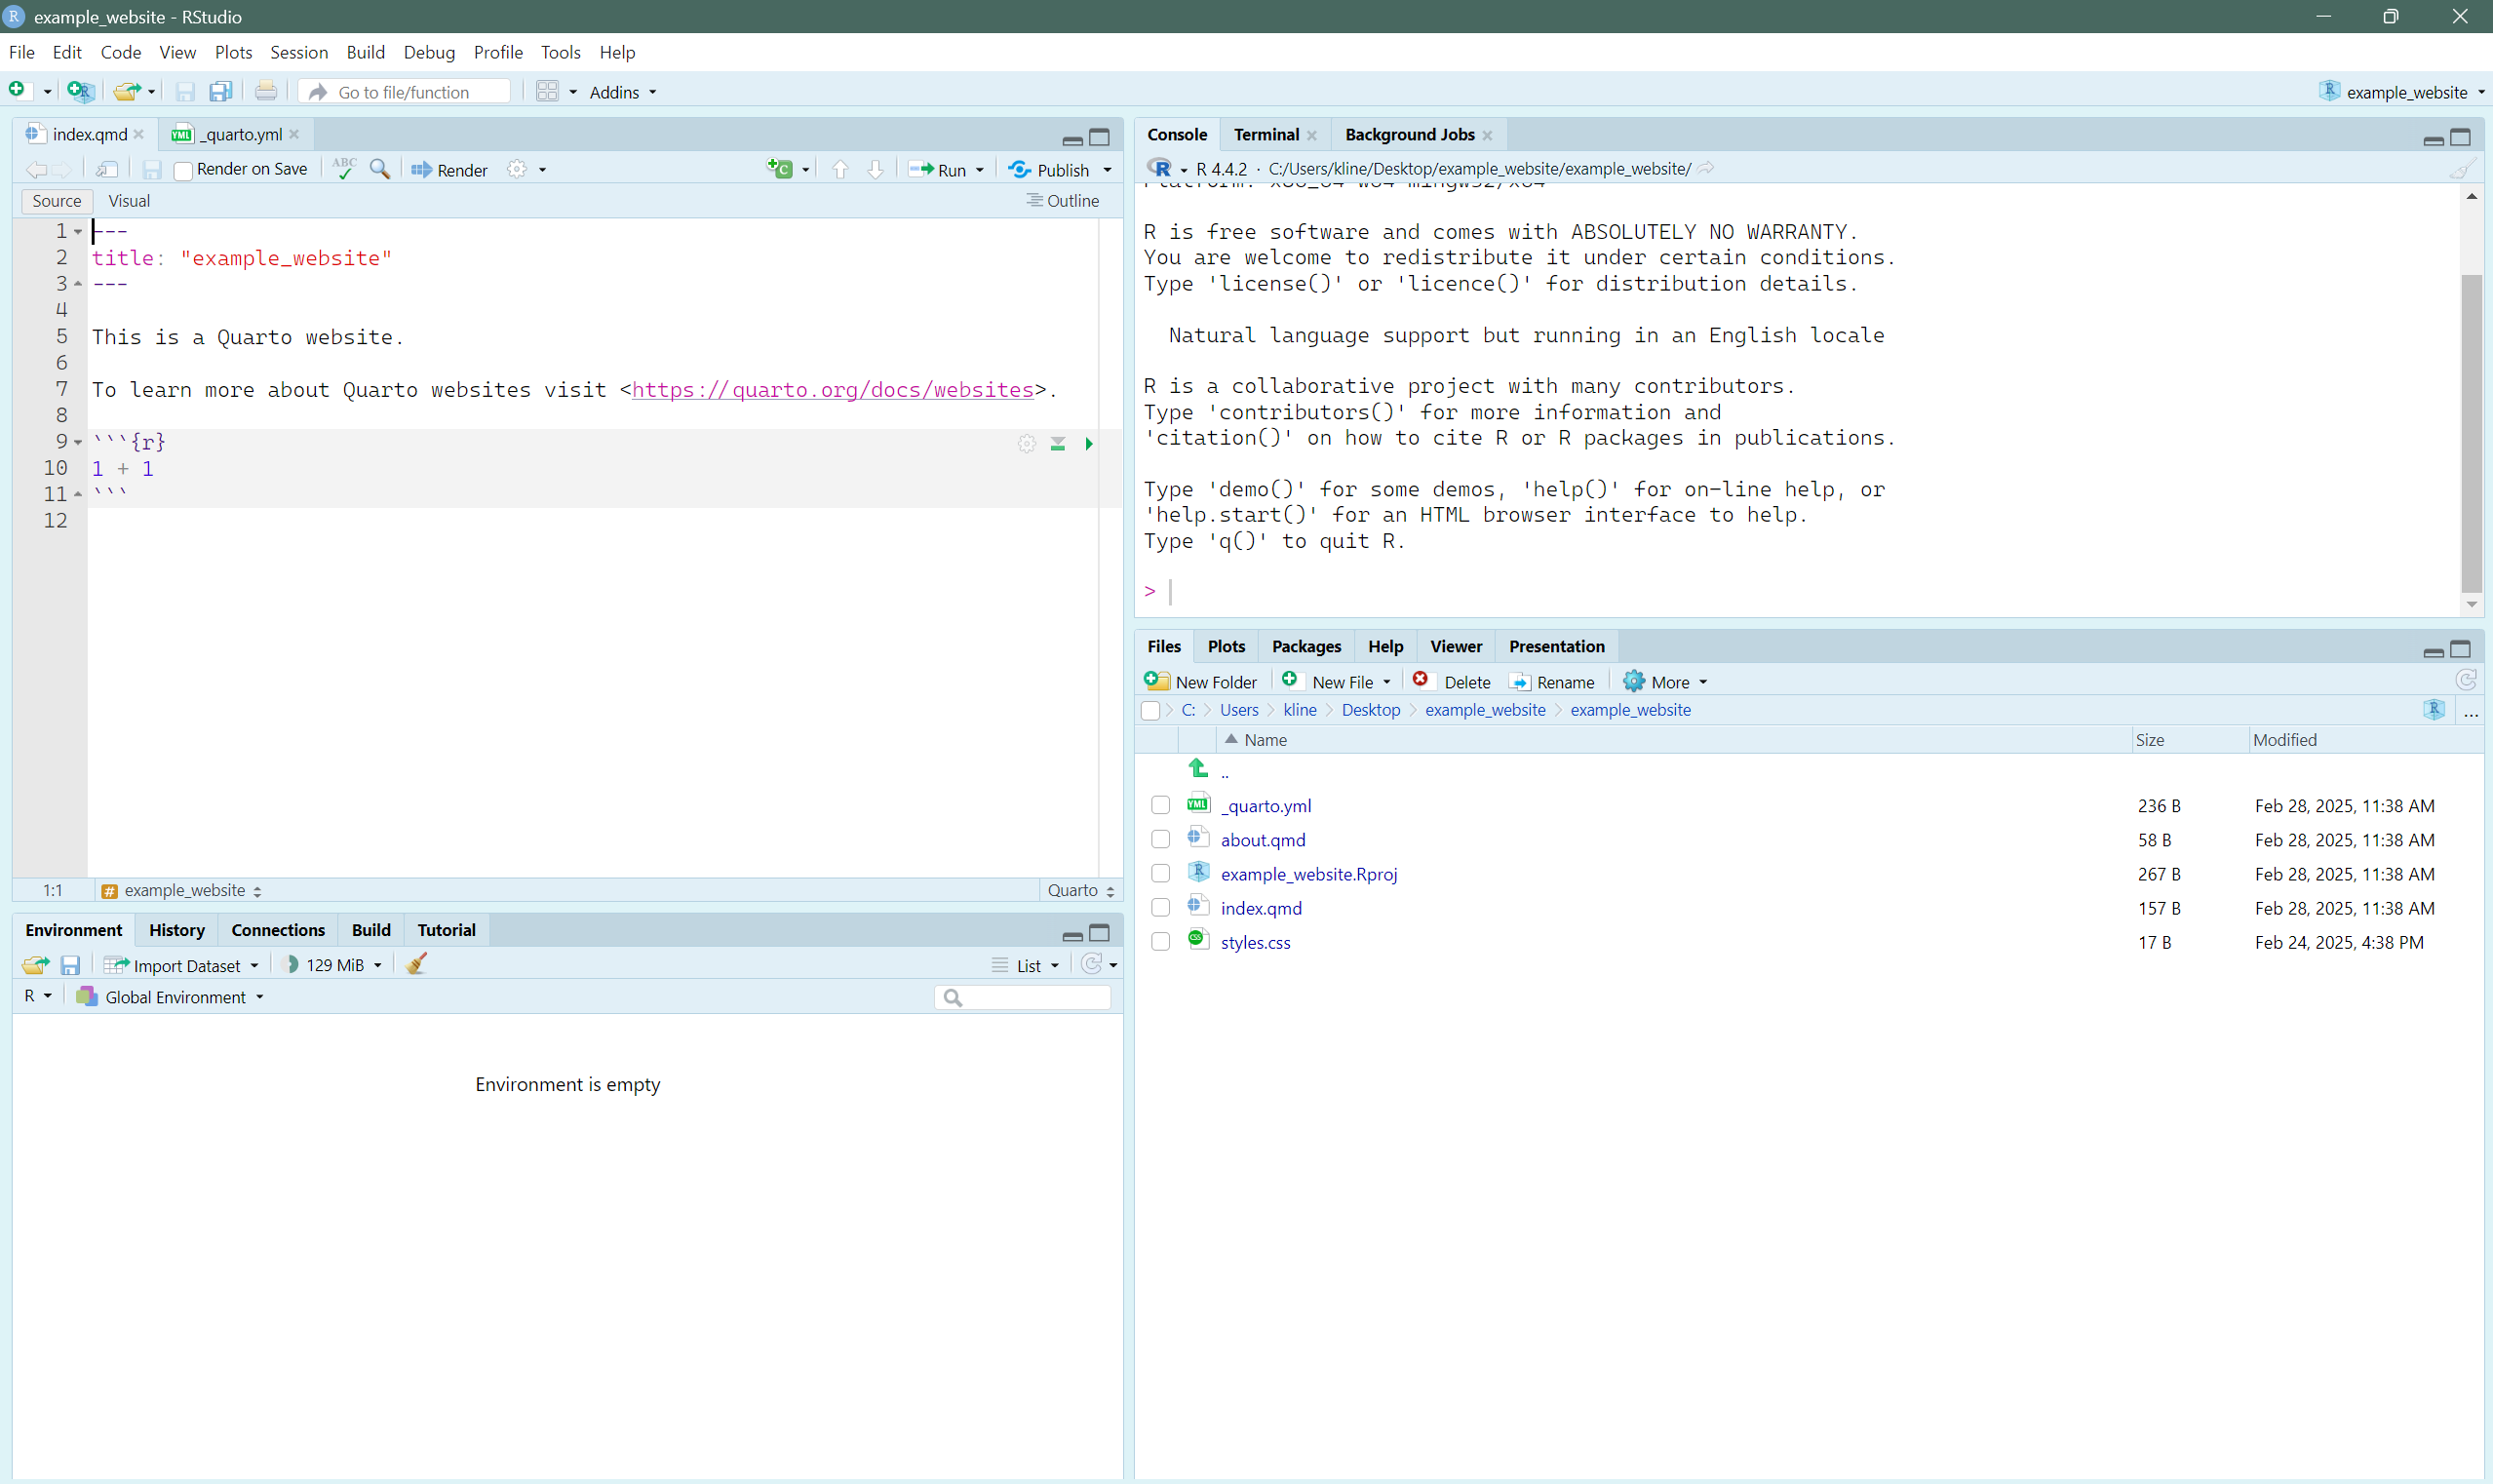 example_website - RStudio
File Edit Code View Plots Session Build Debug Profile Tools Help
Go to file/function Addins example_website
index.qmd _quarto.yml
Render on Save ABC Render Run Publish
Source Visual Outline
1 ---
2 title: "example_website"
3 ---
4
5 This is a Quarto website.
6
7 To learn more about Quarto websites visit <https://quarto.org/docs/websites>.
8
9 ```{r}
10 1 + 1
11 ```
12
1:1 # example_website Quarto
Environment History Connections Build Tutorial
Import Dataset 129 MiB List
R Global Environment
Environment is empty
Console Terminal Background Jobs
R 4.4.2 · C:/Users/kline/Desktop/example_website/example_website/
R is free software and comes with ABSOLUTELY NO WARRANTY.
You are welcome to redistribute it under certain conditions.
Type 'license()' or 'licence()' for distribution details.
Natural language support but running in an English locale
R is a collaborative project with many contributors.
Type 'contributors()' for more information and
'citation()' on how to cite R or R packages in publications.
Type 'demo()' for some demos, 'help()' for on-line help, or
'help.start()' for an HTML browser interface to help.
Type 'q()' to quit R.
>
Files Plots Packages Help Viewer Presentation
New Folder New File Delete Rename More
C: Users kline Desktop example_website example_website ...
Name Size Modified
..
_quarto.yml 236 B Feb 28, 2025, 11:38 AM
about.qmd 58 B Feb 28, 2025, 11:38 AM
example_website.Rproj 267 B Feb 28, 2025, 11:38 AM
index.qmd 157 B Feb 28, 2025, 11:38 AM
styles.css 17 B Feb 24, 2025, 4:38 PM